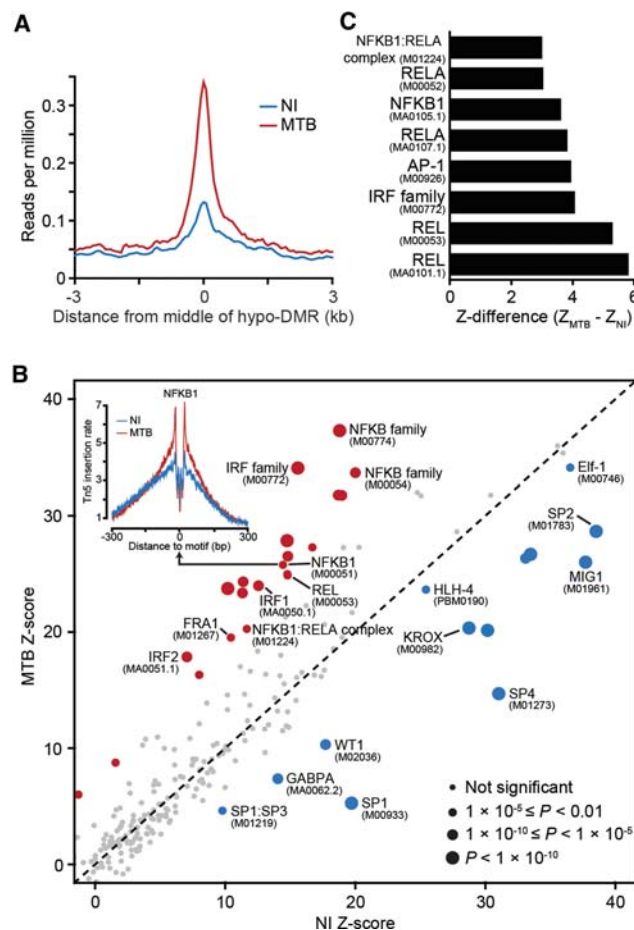 A
0.3
0.2
0.1
0
Reads per million
NI
MTB
-3
0
3
Distance from middle of hypo-DMR (kb)
C
NFKB1:RELA
complex (M01224)
RELA
(M00052)
NFKB1
(MA0105.1)
RELA
(MA0107.1)
AP-1
(M00926)
IRF family
(M00772)
REL
(M00053)
REL
(MA0101.1)
0
2
4
6
Z-difference (ZMTB - ZNI)
B
40
30
20
10
0
MTB Z-score
NFKB1
7
5
3
1
Tn5 insertion rate
NI
MTB
-300
0
300
Distance to motif (bp)
NFKB family
(M00774)
IRF family
(M00772)
NFKB family
(M00054)
Elf-1
(M00746)
SP2
(M01783)
NFKB1
(M00051)
MIG1
(M01961)
REL
(M00053)
IRF1
(MA0050.1)
HLH-4
(PBM0190)
FRA1
(M01267)
NFKB1:RELA complex
(M01224)
KROX
(M00982)
IRF2
(MA0051.1)
SP4
(M01273)
WT1
(M02036)
GABPA
(MA0062.2)
SP1
(M00933)
SP1:SP3
(M01219)
Not significant
1 × 10⁻⁵ ≤ P < 0.01
1 × 10⁻¹⁰ ≤ P < 1 × 10⁻⁵
P < 1 × 10⁻¹⁰
0
10
20
30
40
NI Z-score